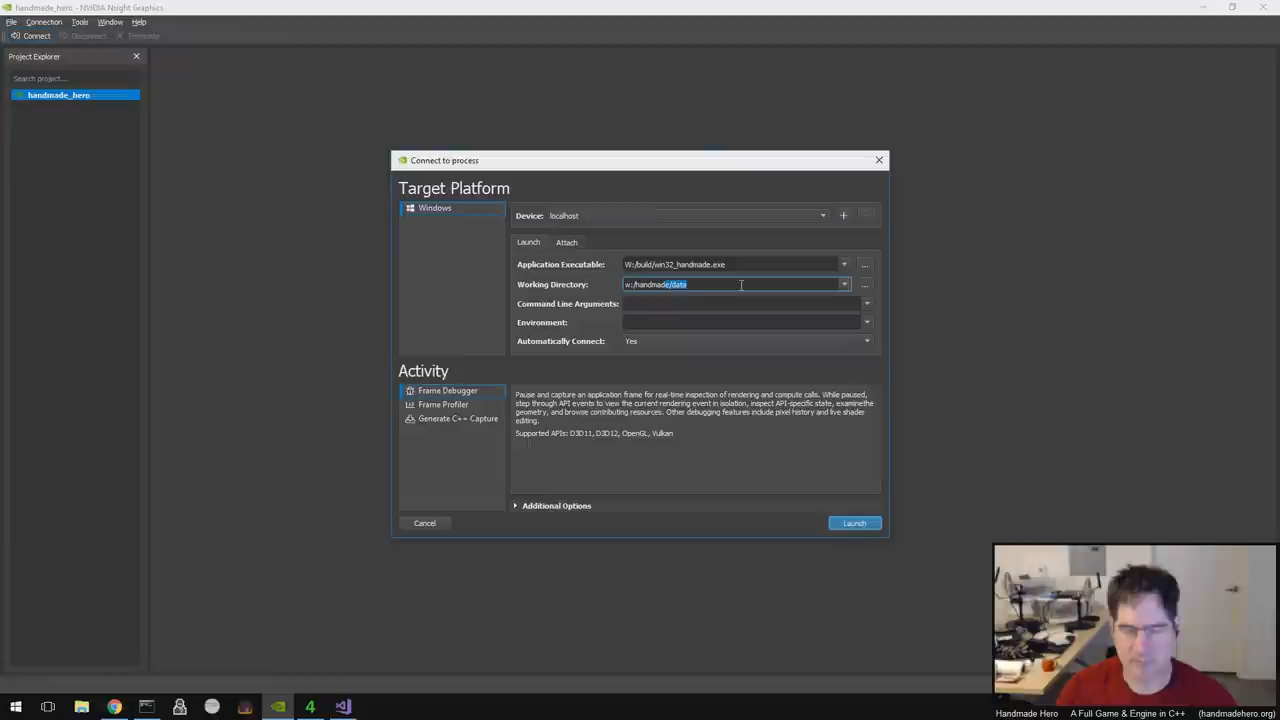 handmade_hero - NVIDIA Nsight Graphics
File Connection Tools Window Help
Connect Disconnect Terminate
Project Explorer
Search project...
handmade_hero
Connect to process
Target Platform
Windows
Device: localhost
Launch Attach
Application Executable: W:/build/win32_handmade.exe ...
Working Directory: w:/handmade/data ...
Command Line Arguments:
Environment:
Automatically Connect: Yes
Activity
Frame Debugger
Frame Profiler
Generate C++ Capture
Pause and capture an application frame for real-time inspection of rendering and compute calls. While paused,
step through API events to view the current rendering event in isolation, inspect API-specific state, examinethe
geometry, and browse contributing resources. Other debugging features include pixel history and live shader
editing.
Supported APIs: D3D11, D3D12, OpenGL, Vulkan
Additional Options
Cancel Launch
4
Handmade Hero A Full Game & Engine in C++ (handmadehero.org)